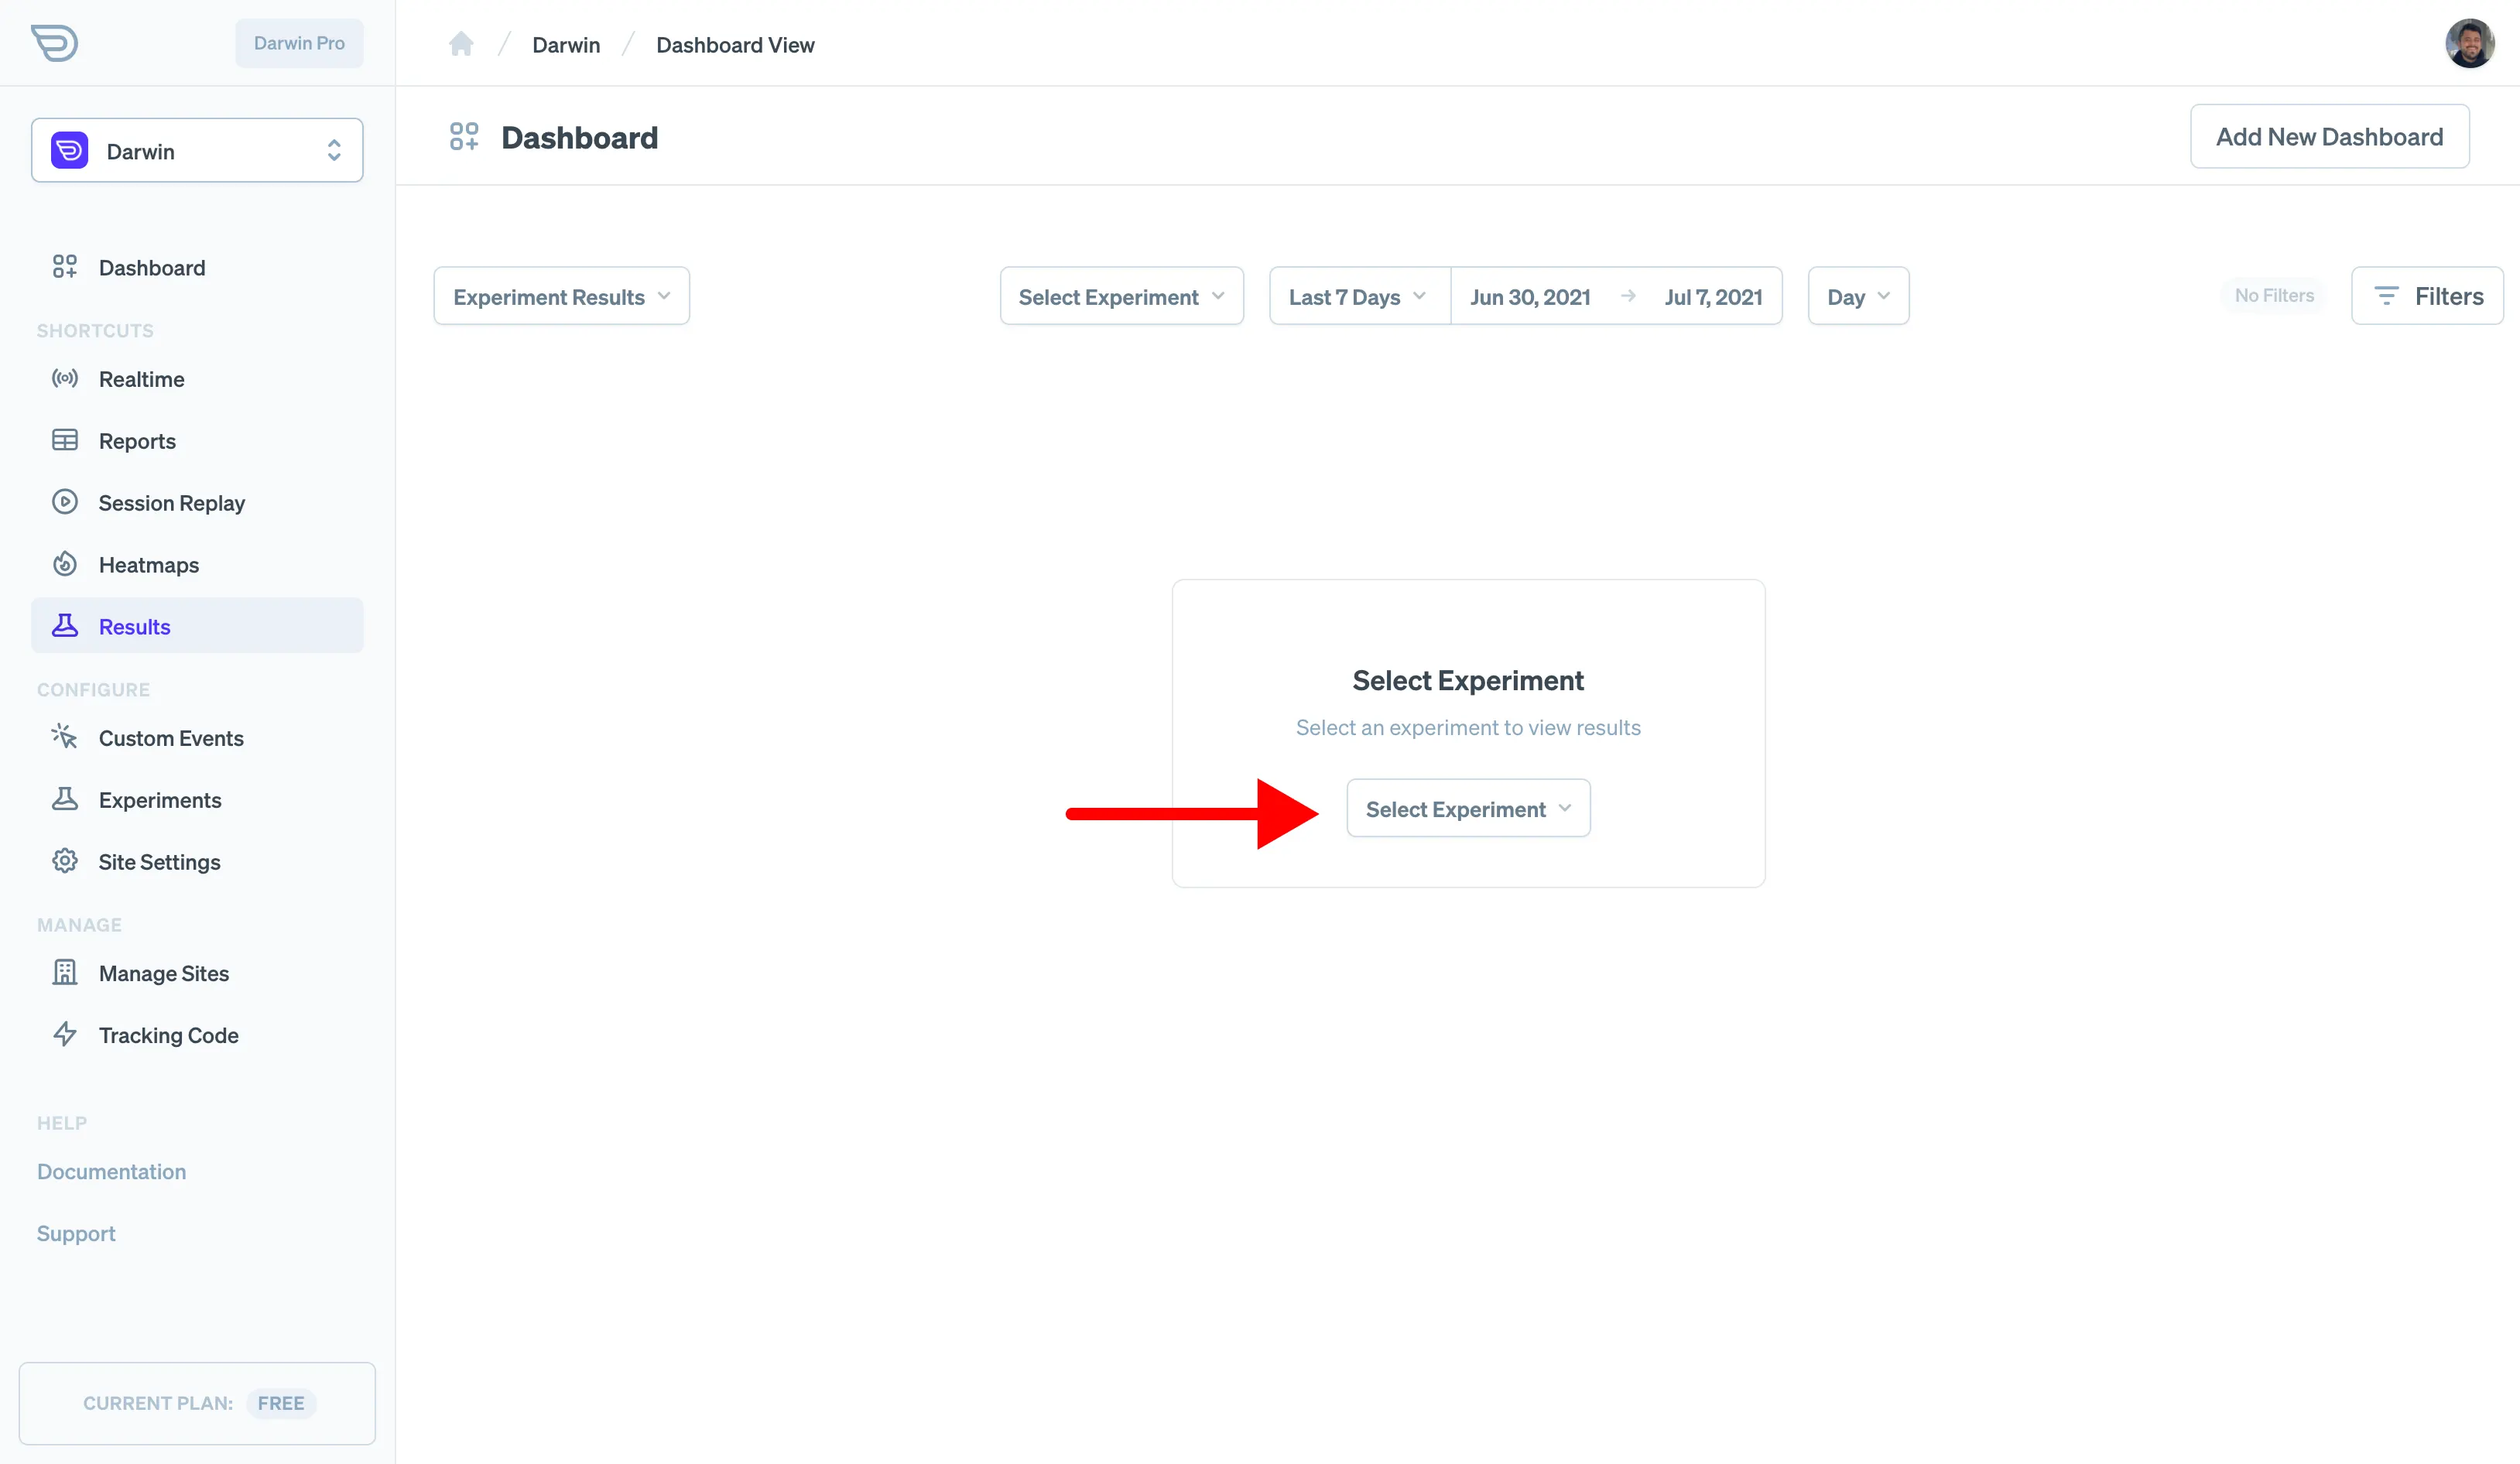 Darwin Pro
Darwin
Dashboard
SHORTCUTS
Realtime
Reports
Session Replay
Heatmaps
Results
CONFIGURE
Custom Events
Experiments
Site Settings
MANAGE
Manage Sites
Tracking Code
HELP
Documentation
Support
CURRENT PLAN: FREE
/ Darwin / Dashboard View
Dashboard
Add New Dashboard
Experiment Results
Select Experiment
Last 7 Days
Jun 30, 2021 → Jul 7, 2021
Day
No Filters
Filters
Select Experiment
Select an experiment to view results
Select Experiment